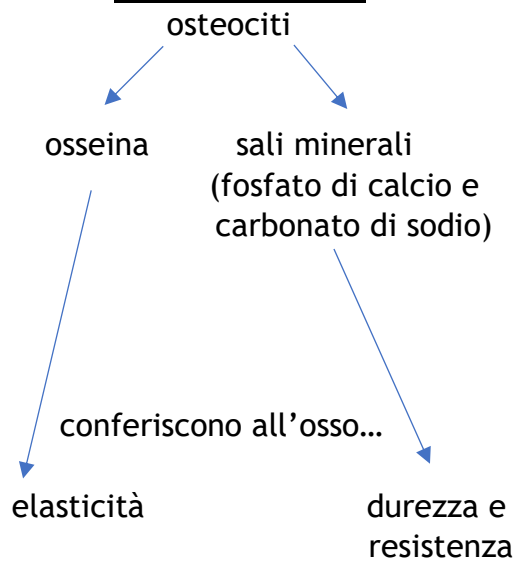 osteociti
osseina
sali minerali
(fosfato di calcio e
carbonato di sodio)
conferiscono all’osso…
elasticità
durezza e
resistenza